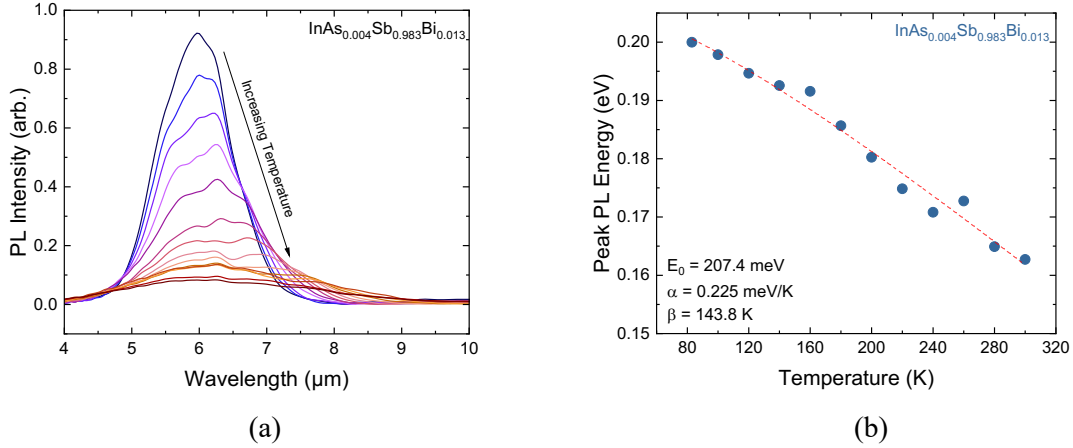 InAs0.004Sb0.983Bi0.013
Increasing Temperature
PL Intensity (arb.)
1.0
0.8
0.6
0.4
0.2
0.0
4 5 6 7 8 9 10
Wavelength (µm)
(a)
InAs0.004Sb0.983Bi0.013
Peak PL Energy (eV)
0.20
0.19
0.18
0.17
0.16
0.15
E0 = 207.4 meV
α = 0.225 meV/K
β = 143.8 K
80 120 160 200 240 280 320
Temperature (K)
(b)